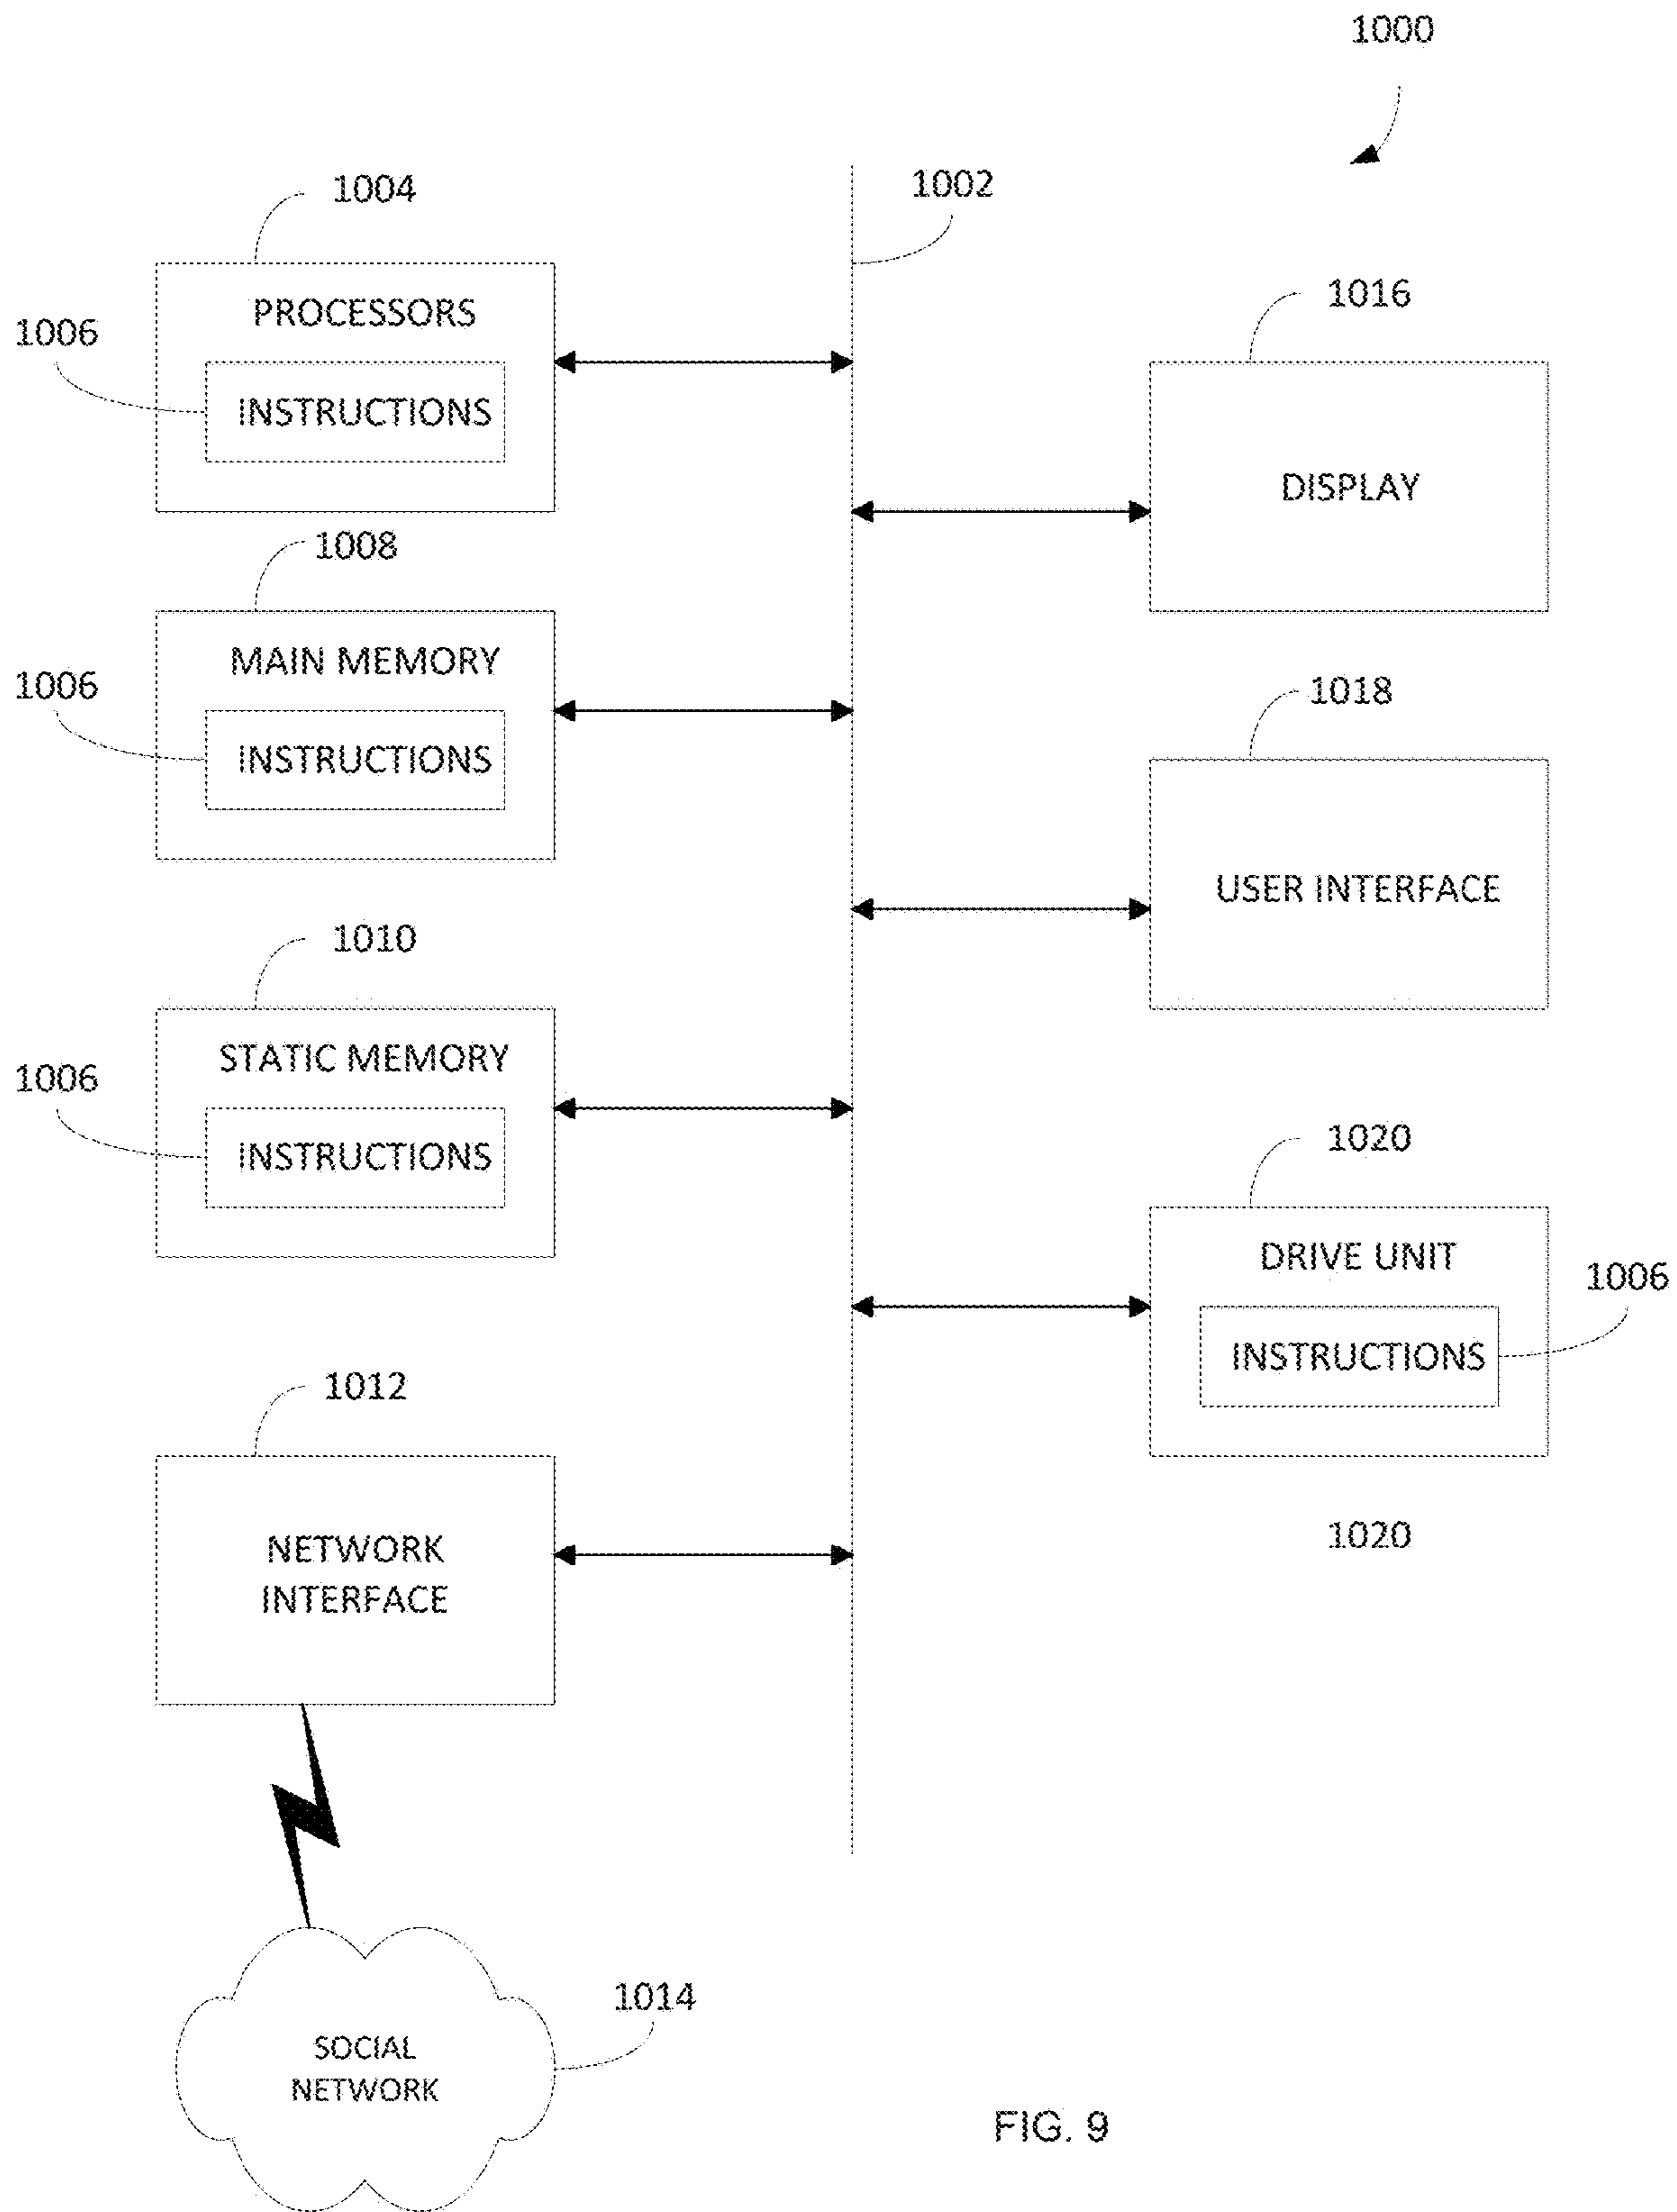 1000
1004
1002
PROCESSORS
1016
1006
INSTRUCTIONS
DISPLAY
1008
MAIN MEMORY
1006
1018
INSTRUCTIONS
USER INTERFACE
1010
STATIC MEMORY
1006
1020
INSTRUCTIONS
DRIVE UNIT
1006
INSTRUCTIONS
1012
1020
NETWORK
INTERFACE
1014
SOCIAL
NETWORK
FIG. 9